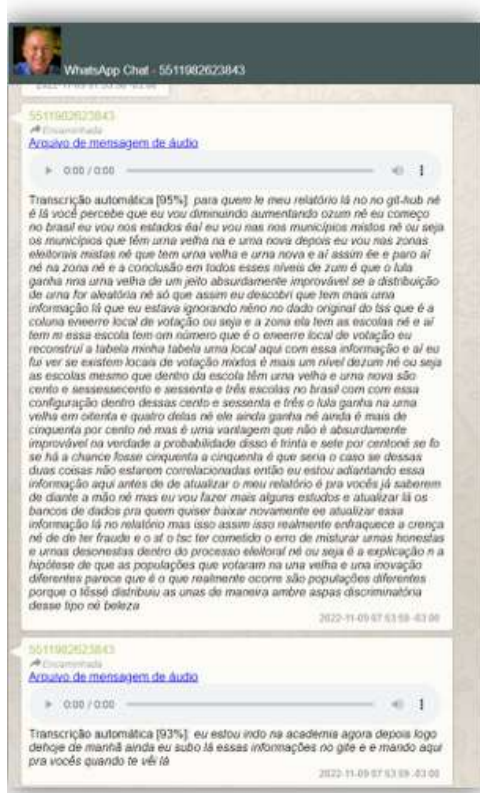 WhatsApp Chat - 5511982623843
5511982623843
Encaminhada
Arquivo de mensagem de áudio
0:00 / 0:00
Transcrição automática [95%]: para quem le meu relatório lá no no git-hub né
é lá você percebe que eu vou diminuindo aumentando ozum né eu começo
no brasil eu vou nos estados éaí eu vou nas nos municípios mistos né ou seja
os municípios que têm urna velha na e urna nova depois eu vou nas zonas
eleitorais mistas né que tem urna velha e urna nova e aí assim ée e paro aí
né na zona né e a conclusão em todos esses níveis de zum é que o lula
ganha nna urna velha de um jeito absurdamente improvável se a distribuição
de urna for aleatória né só que assim eu descobri que tem mais uma
informação lá que eu estava ignorando néno no dado original do tss que é a
coluna eneerre local de votação ou seja e a zona ela tem as escolas né e aí
tem m essa escola tem om número que é o eneerre local de votação eu
reconstruí a tabela minha tabela uma local aqui com essa informação e aí eu
fui ver se existem locais de votação mixtos é mais um nível dezum né ou seja
as escolas mesmo que dentro da escola têm urna velha e urna nova são
cento e sessessecento e sessenta e três escolas no brasil com com essa
configuração dentro dessas cento e sessenta e três o lula ganha na urna
velha em oitenta e quatro delas né ele ainda ganha né ainda é mais de
cinquenta por cento né mas é uma vantagem que não é absurdamente
improvável na verdade a probabilidade disso é trinta e sete por centoné se fo
se há a chance fosse cinquenta a cinquenta é que seria o caso se dessas
duas coisas não estarem correlacionadas então eu estou adiantando essa
informação aqui antes de de atualizar o meu relatório é pra vocês já saberem
de diante a mão né mas eu vou fazer mais alguns estudos e atualizar lá os
bancos de dados pra quem quiser baixar novamente ee atualizar essa
informação lá no relatório mas isso assim isso realmente enfraquece a crença
né de de ter fraude e o st o tsc ter cometido o erro de misturar urnas honestas
e urnas desonestas dentro do processo eleitoral né ou seja é a explicação n a
hipótese de que as populações que votaram na una velha e uma inovação
diferentes parece que é o que realmente ocorre são populações diferentes
porque o têssé distribuiu as unas de maneira ambre aspas discriminatória
desse tipo né beleza
2022-11-09 07:53:59 -03:00
5511982623843
Encaminhada
Arquivo de mensagem de áudio
0:00 / 0:00
Transcrição automática [93%]: eu estou indo na academia agora depois logo
dehoje de manhã ainda eu subo lá essas informações no gite e e mando aqui
pra vocês quando te vêi lá
2022-11-09 07:53:59 -03:00